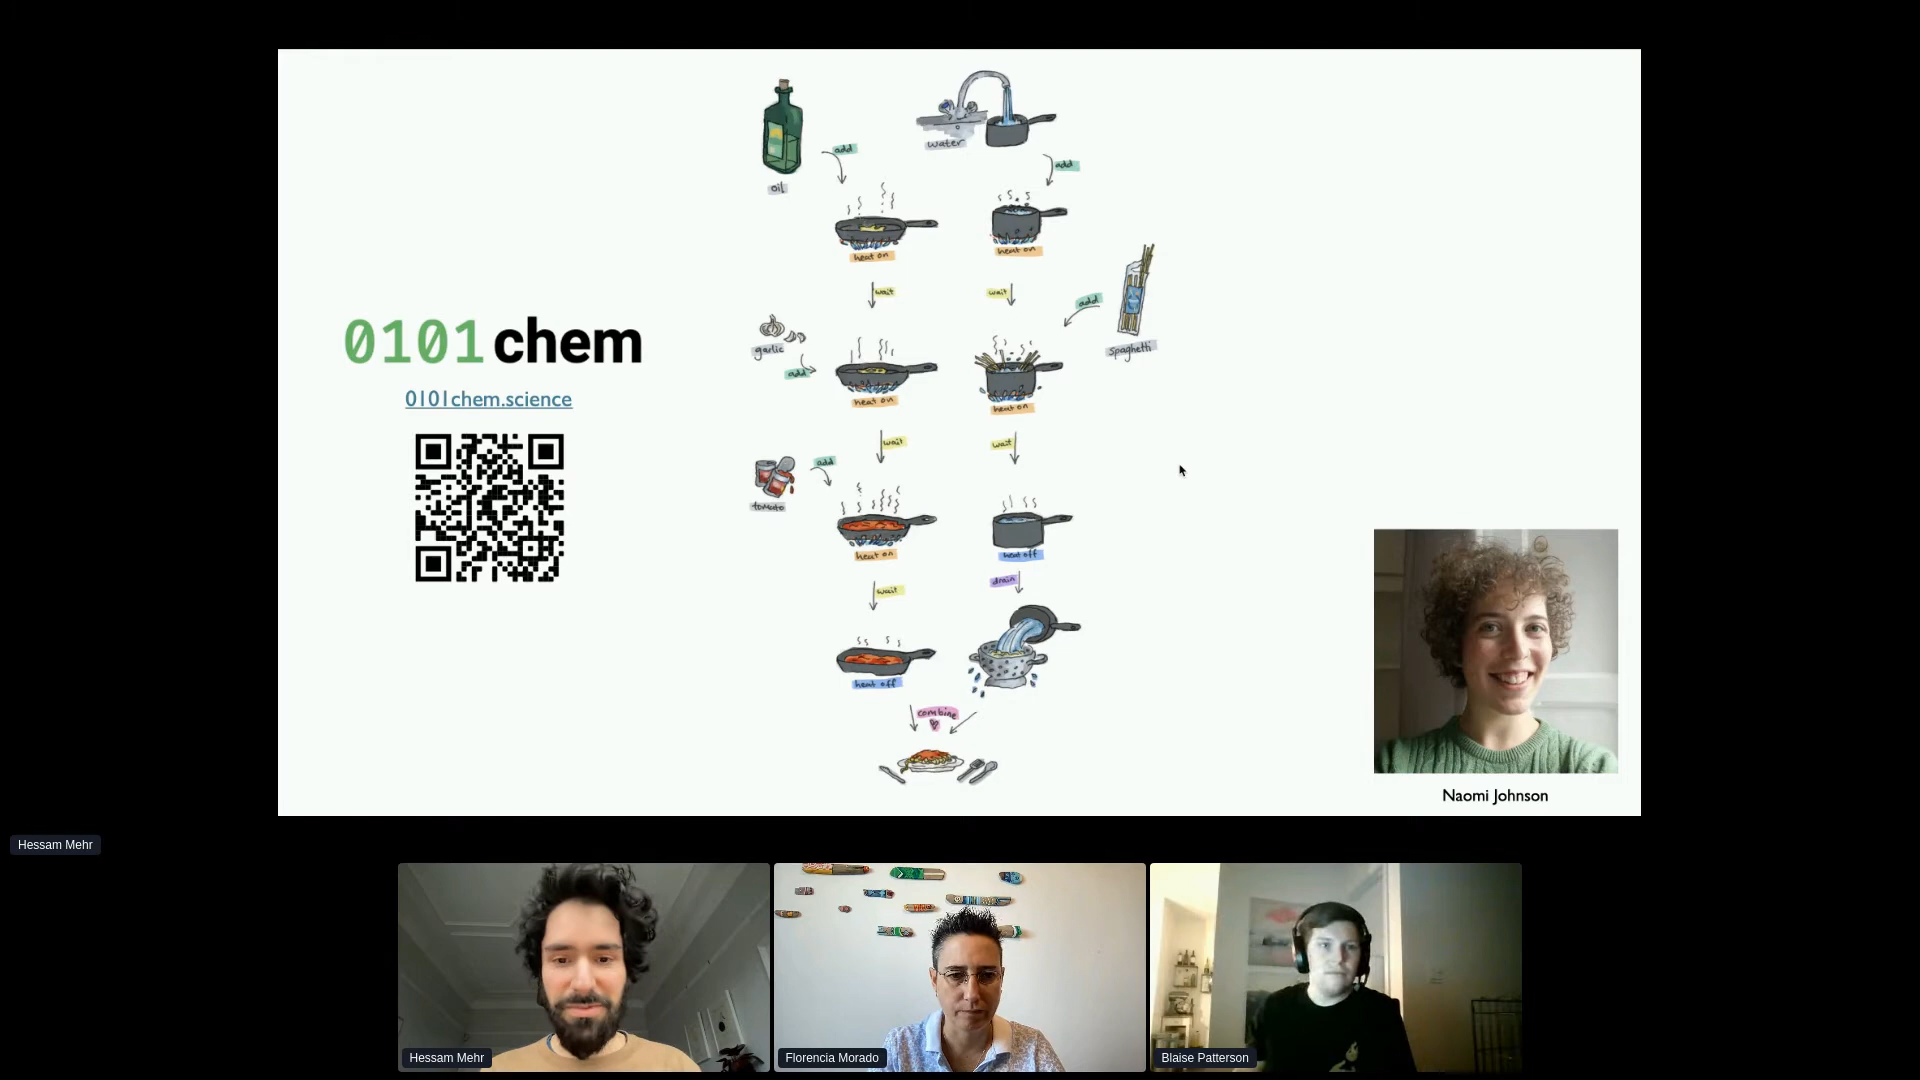 0101chem
0101chem.science
oil
add
water
add
heat on
heat on
wait
wait
add
garlic
add
spaghetti
heat on
heat on
wait
wait
add
tomato
heat on
heat off
wait
drain
heat off
combine
Naomi Johnson
Hessam Mehr
Hessam Mehr
Florencia Morado
Blaise Patterson